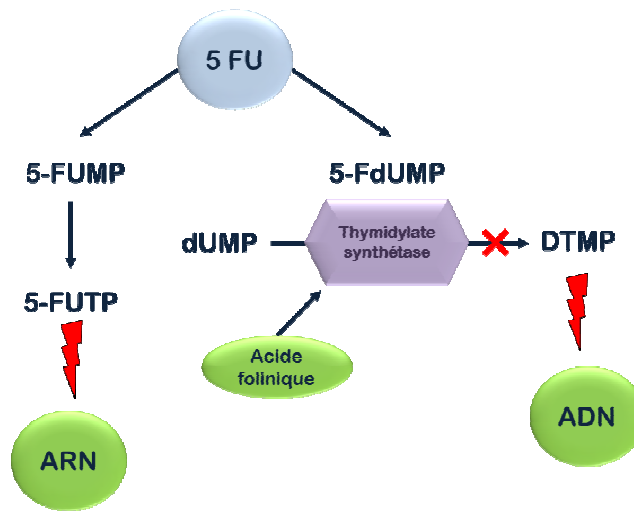 5 FU
5-FUMP
5-FdUMP
dUMP
Thymidylate
synthétase
DTMP
5-FUTP
Acide
folinique
ARN
ADN